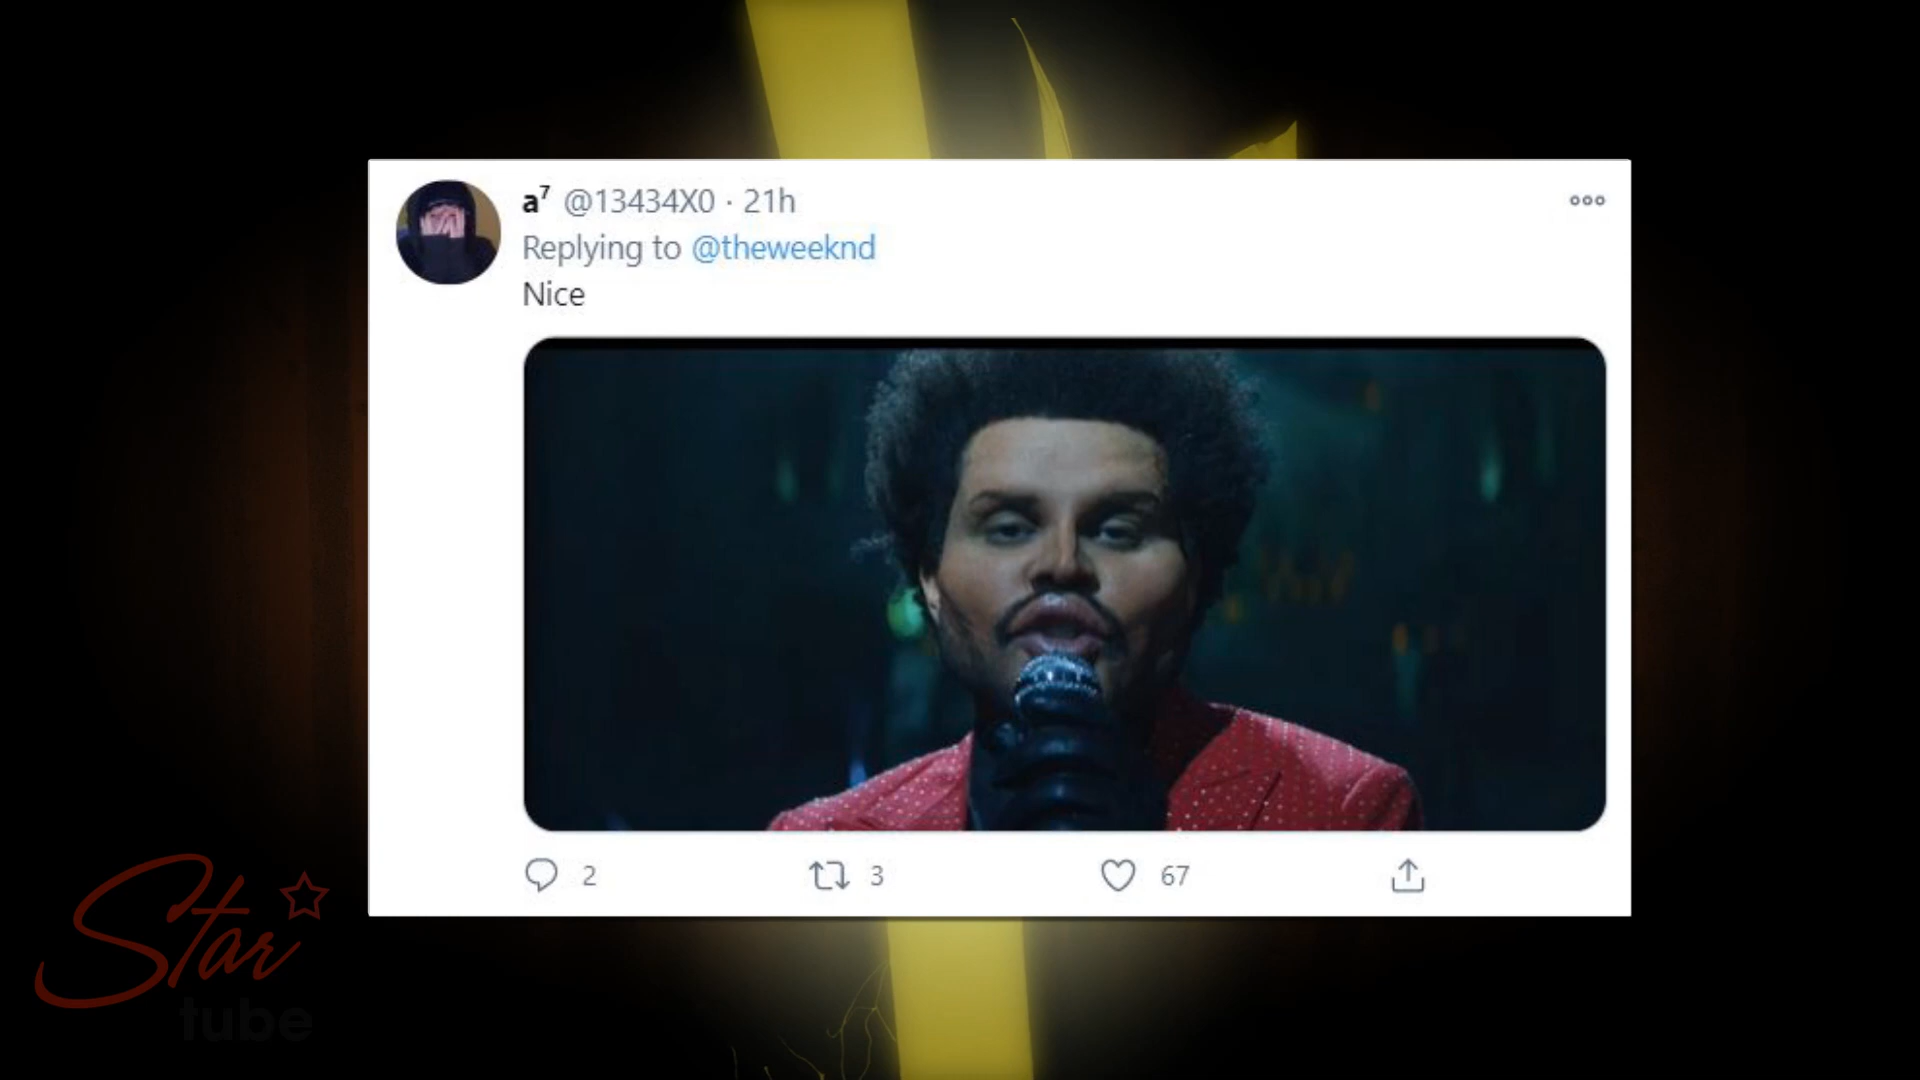 a⁷ @13434X0 · 21h
Replying to @theweeknd
Nice
2
3
67
Star
tube